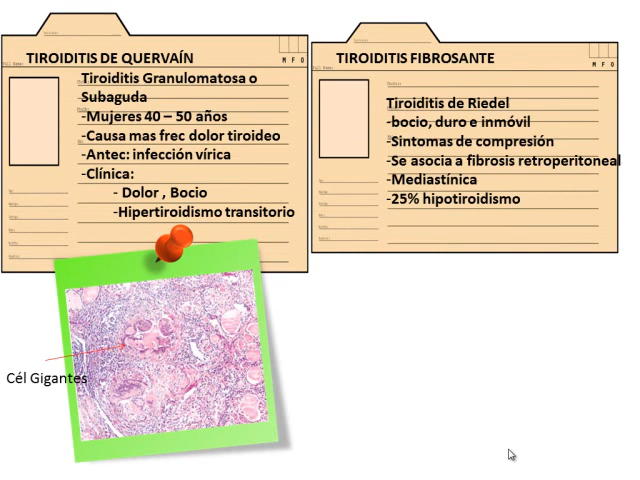 TIROIDITIS DE QUERVAÍN
M F O
Tiroiditis Granulomatosa o
Subaguda
-Mujeres 40 – 50 años
-Causa mas frec dolor tiroideo
-Antec: infección vírica
-Clínica:
- Dolor , Bocio
-Hipertiroidismo transitorio
Cél Gigantes
TIROIDITIS FIBROSANTE
M F O
Tiroiditis de Riedel
-bocio, duro e inmóvil
-Sintomas de compresión
-Se asocia a fibrosis retroperitoneal
-Mediastínica
-25% hipotiroidismo